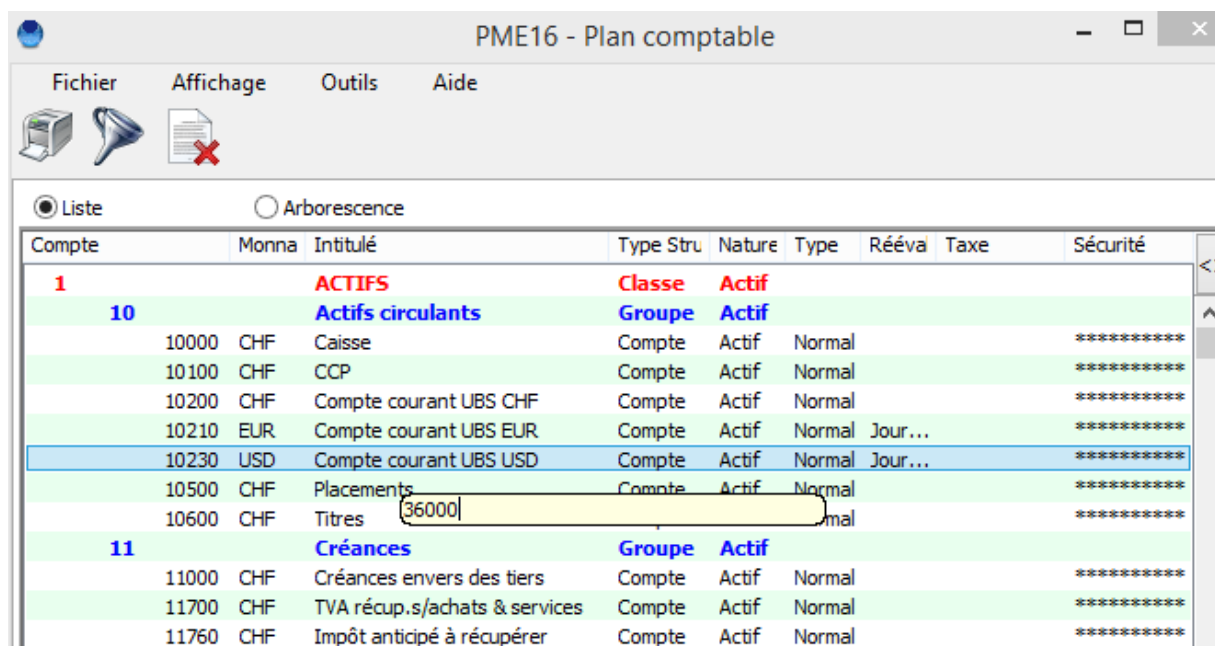 PME16 - Plan comptable
Fichier Affichage Outils Aide
Liste Arborescence
Compte Monna Intitulé Type Stru Nature Type Rééval Taxe Sécurité
1 ACTIFS Classe Actif
10 Actifs circulants Groupe Actif
10000 CHF Caisse Compte Actif Normal **********
10100 CHF CCP Compte Actif Normal **********
10200 CHF Compte courant UBS CHF Compte Actif Normal **********
10210 EUR Compte courant UBS EUR Compte Actif Normal Jour... **********
10230 USD Compte courant UBS USD Compte Actif Normal Jour... **********
10500 CHF Placements Compte Actif Normal **********
36000
10600 CHF Titres mal **********
11 Créances Groupe Actif
11000 CHF Créances envers des tiers Compte Actif Normal **********
11700 CHF TVA récup.s/achats & services Compte Actif Normal **********
11760 CHF Impôt anticipé à récupérer Compte Actif Normal **********